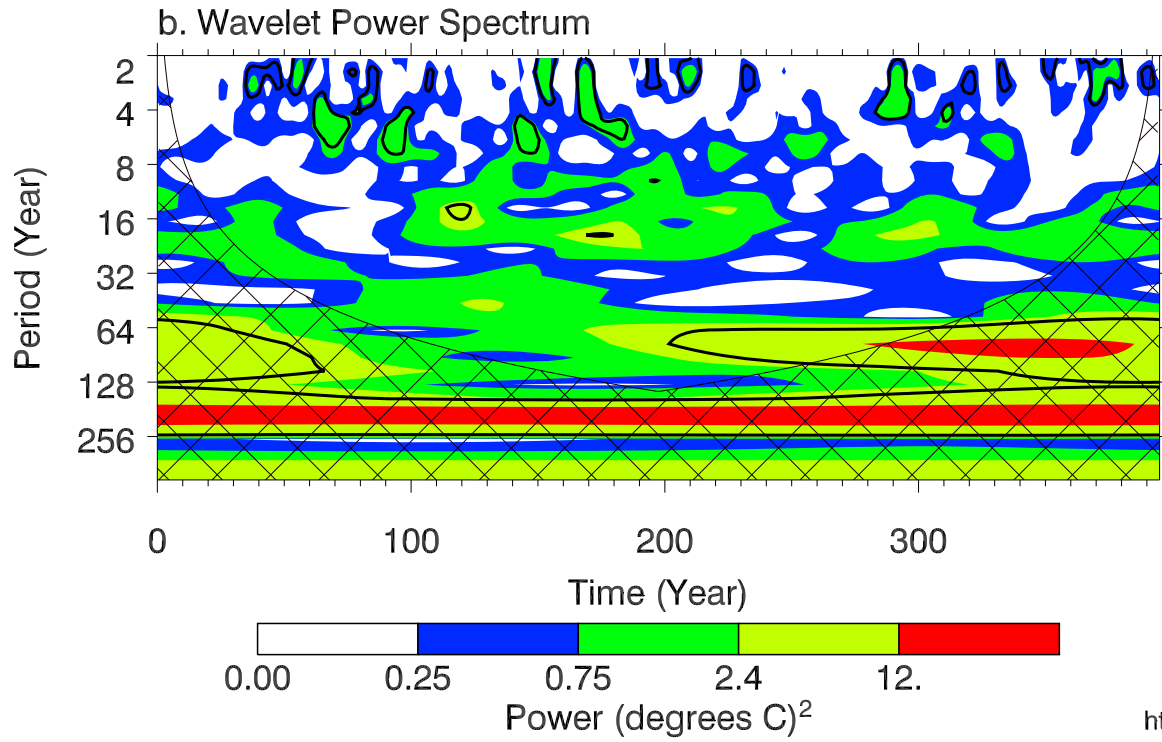 b. Wavelet Power Spectrum
2
4
8
16
32
64
128
256
Period (Year)
0 100 200 300
Time (Year)
0.00 0.25 0.75 2.4 12.
Power (degrees C)²
ht